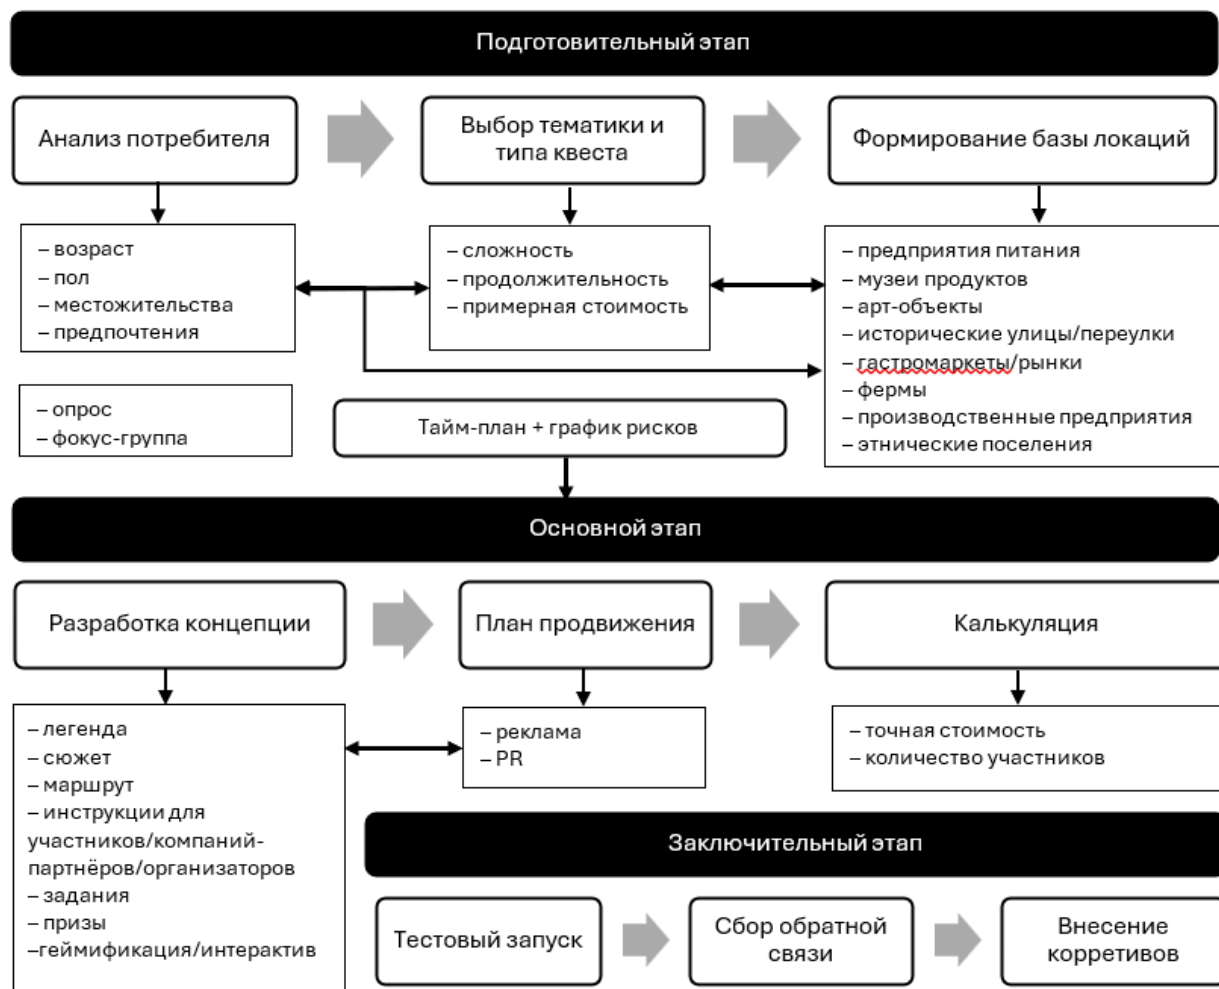 Подготовительный этап
Анализ потребителя
Выбор тематики и
типа квеста
Формирование базы локаций
– возраст
– пол
– местожительства
– предпочтения
– опрос
– фокус-группа
– сложность
– продолжительность
– примерная стоимость
– предприятия питания
– музеи продуктов
– арт-объекты
– исторические улицы/переулки
– гастромаркеты/рынки
– фермы
– производственные предприятия
– этнические поселения
Тайм-план + график рисков
Основной этап
Разработка концепции
План продвижения
Калькуляция
– легенда
– сюжет
– маршрут
– инструкции для
участников/компаний-
партнёров/организаторов
– задания
– призы
–геймификация/интерактив
– реклама
– PR
– точная стоимость
– количество участников
Заключительный этап
Тестовый запуск
Сбор обратной
связи
Внесение
корретивов